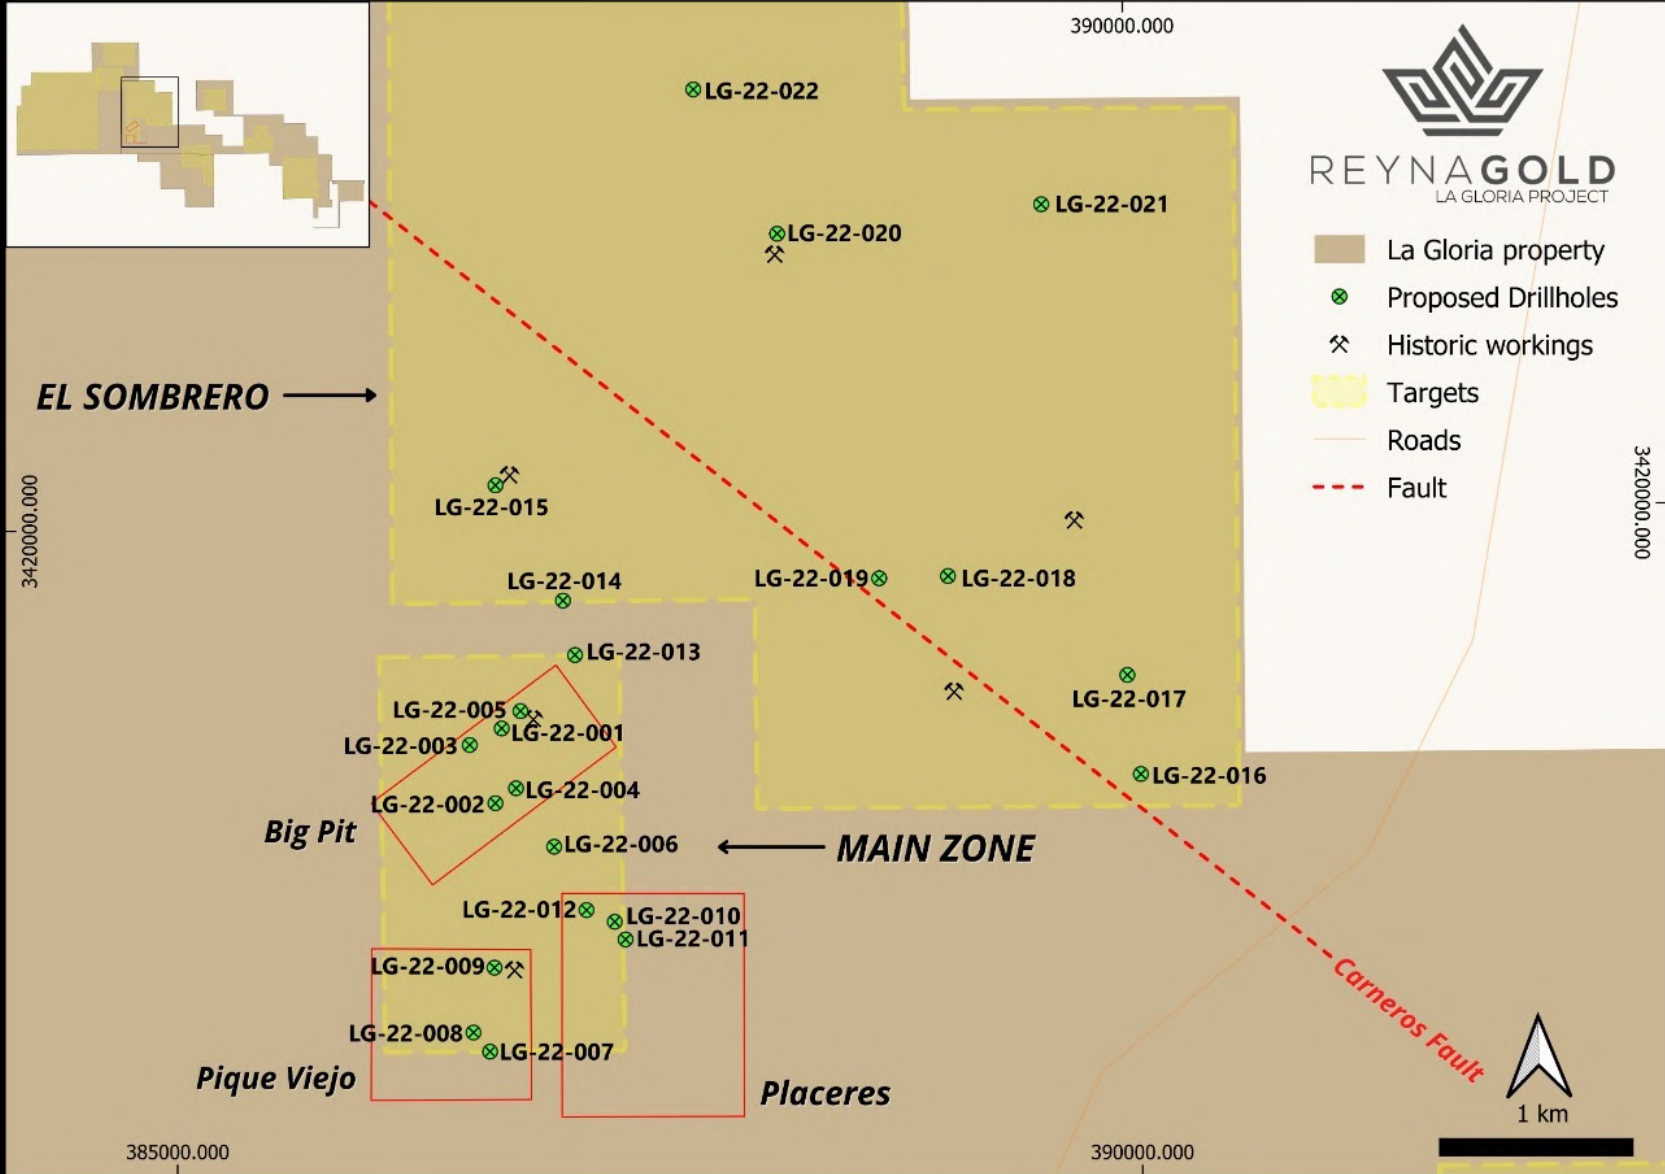 390000.000
REYNAGOLD
LA GLORIA PROJECT
La Gloria property
Proposed Drillholes
Historic workings
Targets
Roads
Fault
LG-22-022
LG-22-021
LG-22-020
EL SOMBRERO
LG-22-015
3420000.000
3420000.000
LG-22-014
LG-22-019
LG-22-018
LG-22-013
LG-22-017
LG-22-005
LG-22-001
LG-22-003
LG-22-016
LG-22-004
LG-22-002
Big Pit
LG-22-006
MAIN ZONE
LG-22-012
LG-22-010
LG-22-011
LG-22-009
Carneros Fault
LG-22-008
LG-22-007
Pique Viejo
Placeres
1 km
385000.000
390000.000